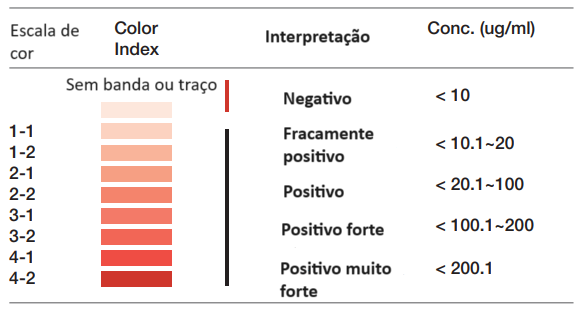 Escala de cor
Color Index
Interpretação
Conc. (ug/ml)
Sem banda ou traço
Negativo
< 10
1-1
1-2
Fracamente positivo
< 10.1~20
2-1
2-2
Positivo
< 20.1~100
3-1
3-2
Positivo forte
< 100.1~200
4-1
4-2
Positivo muito forte
< 200.1